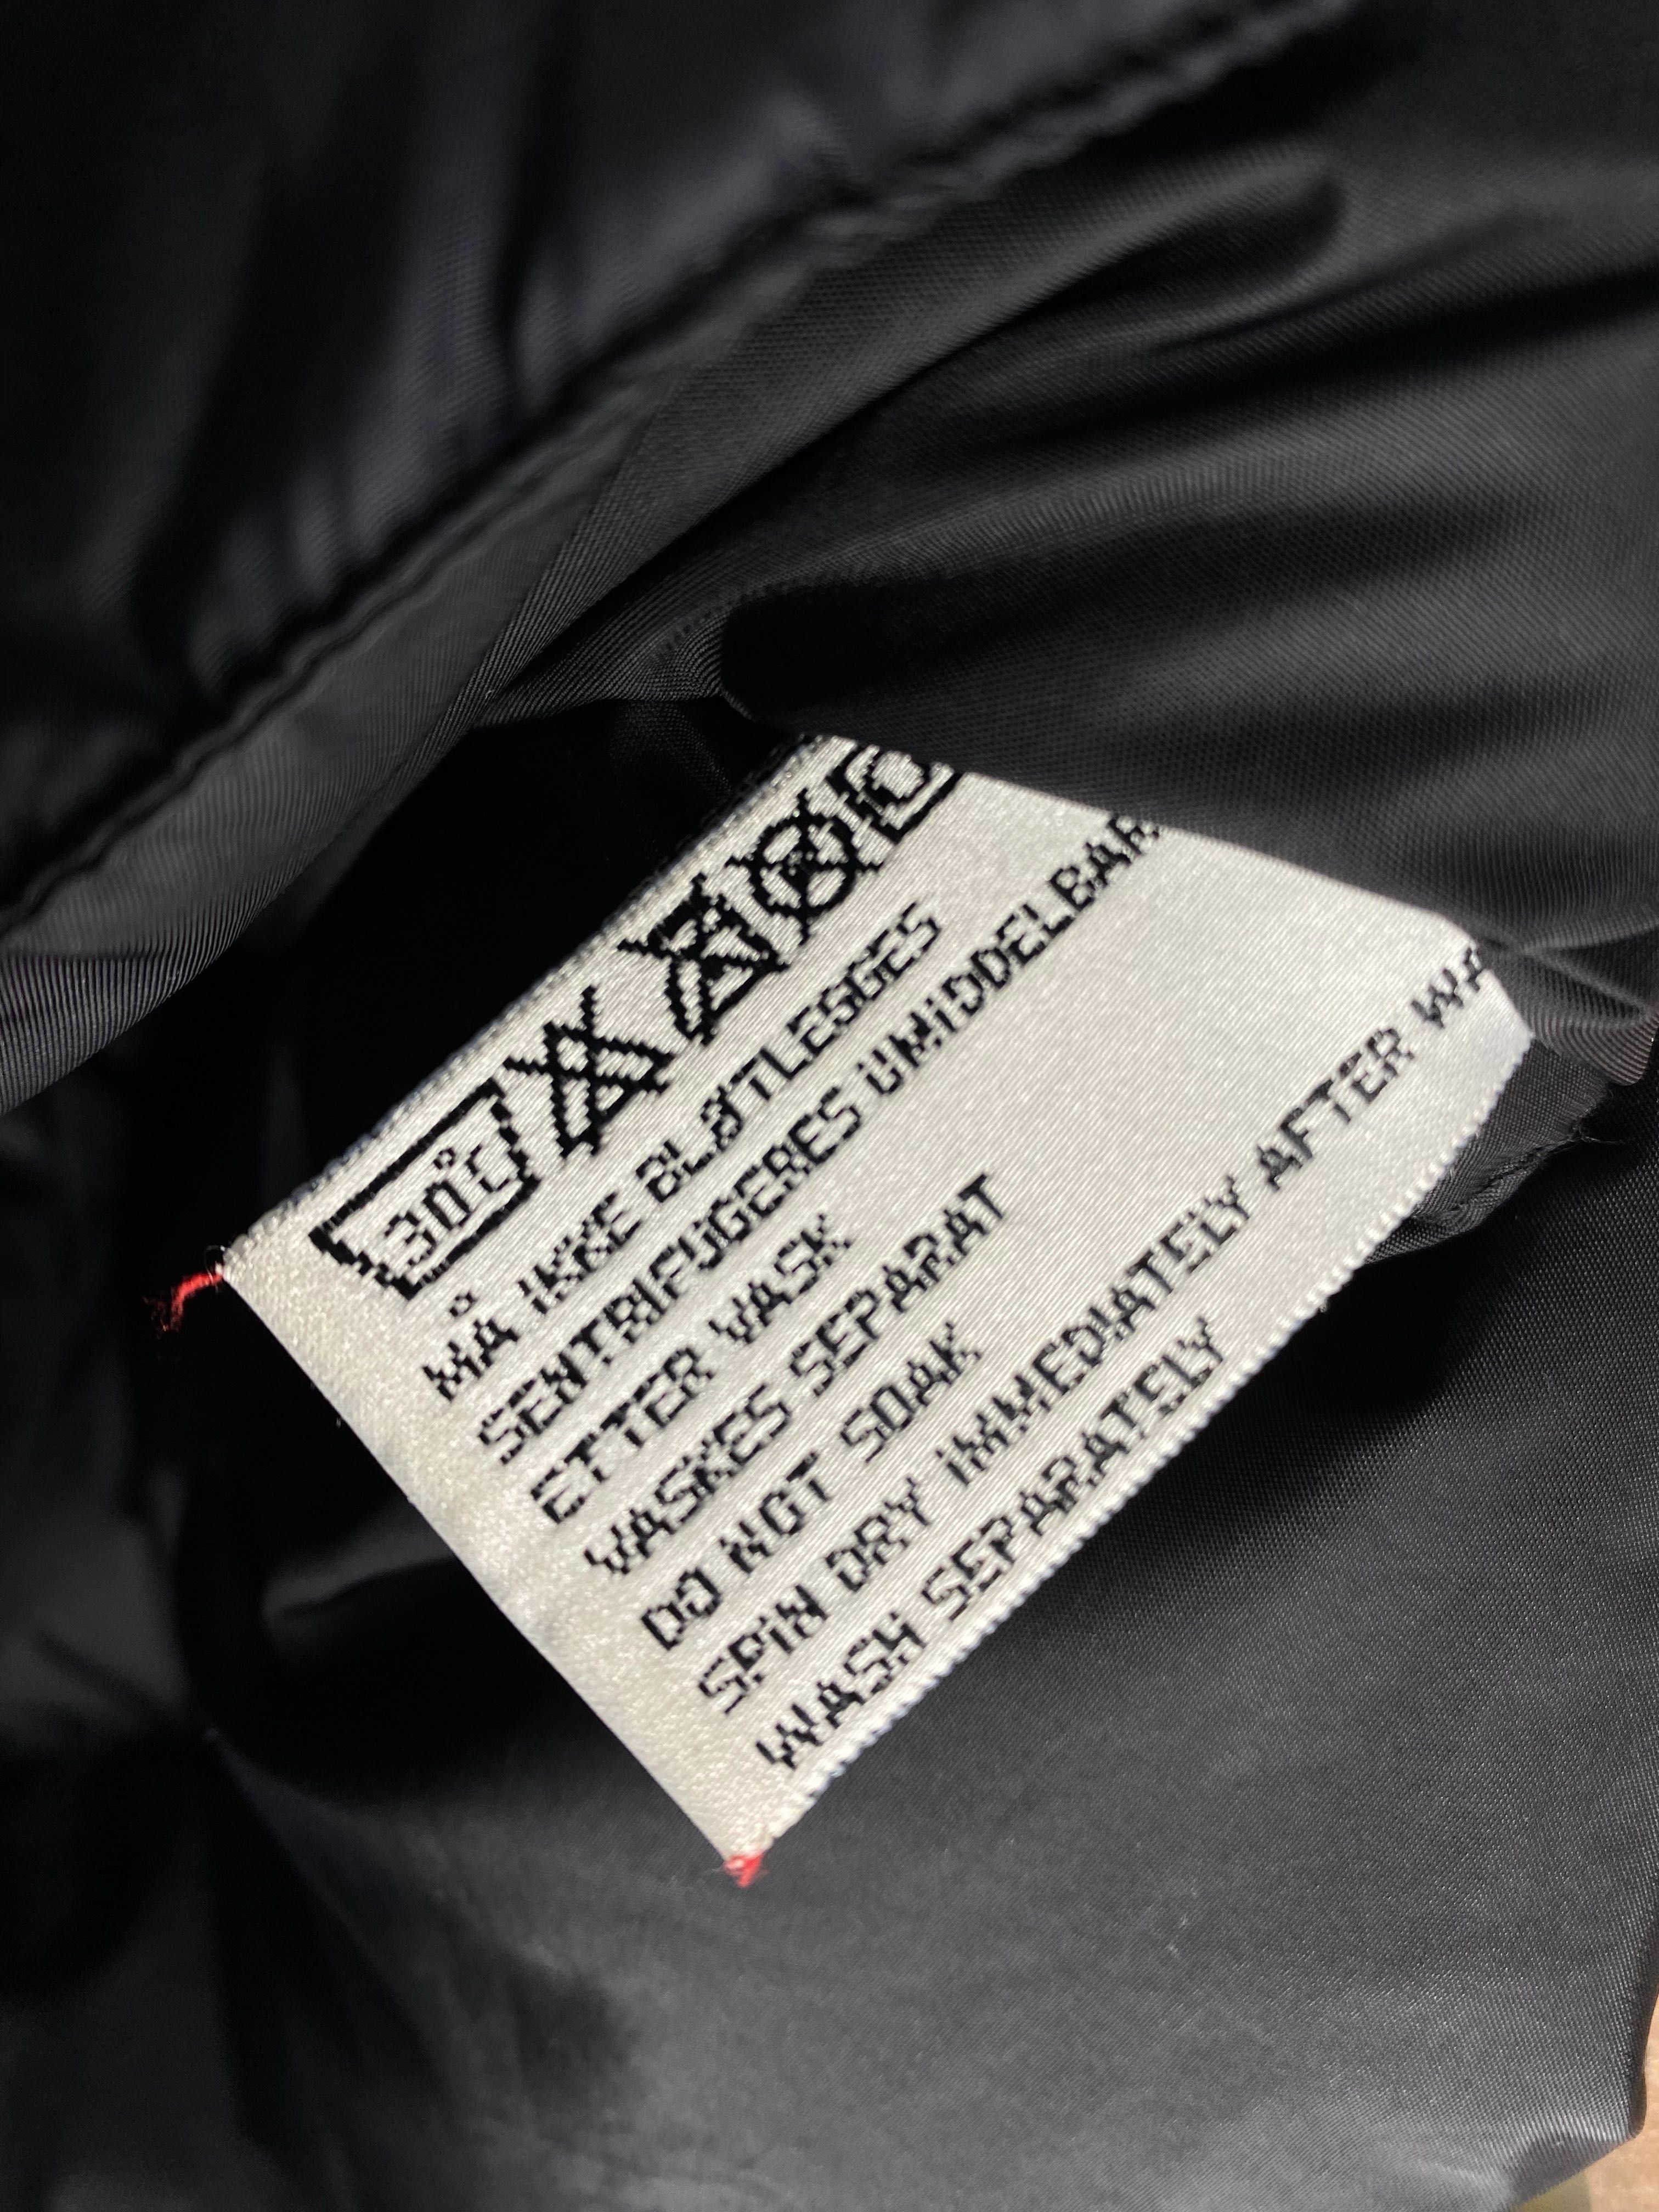 30°C
MÅ IKKE BLØTLEGGES
SENTRIFUGERES UMIDDELBAR
ETTER VASK
VASKES SEPARAT
DO NOT SOAK
SPIN DRY IMMEDIATELY AFTER WA
WASH SEPARATELY